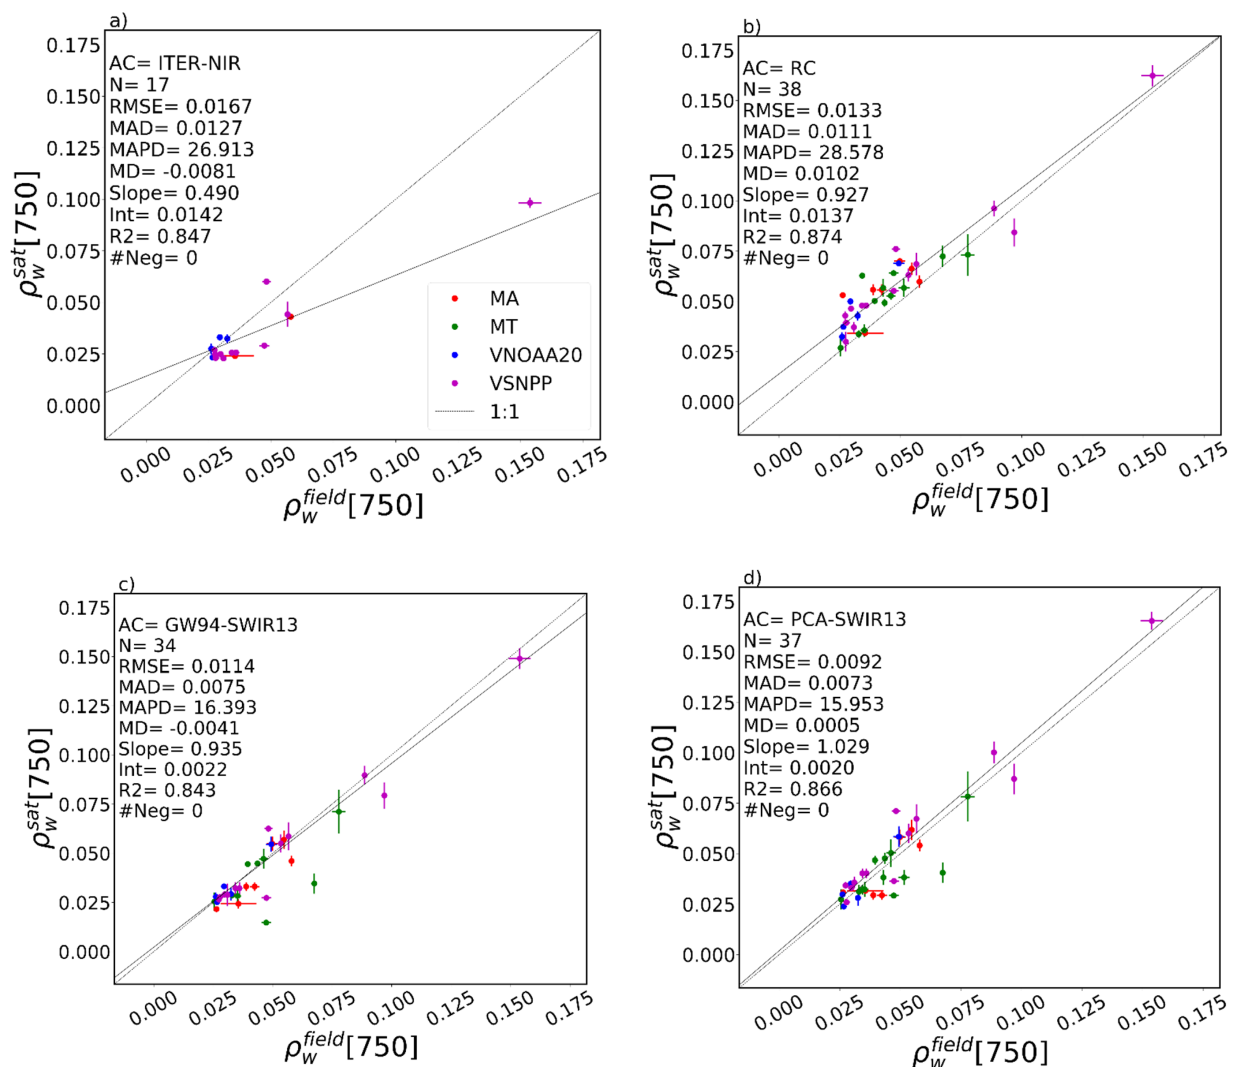 a)
AC= ITER-NIR
N= 17
RMSE= 0.0167
MAD= 0.0127
MAPD= 26.913
MD= -0.0081
Slope= 0.490
Int= 0.0142
R2= 0.847
#Neg= 0
MA
MT
VNOAA20
VSNPP
1:1
0.175
0.150
0.125
0.100
0.075
0.050
0.025
0.000
ρ_w^sat[750]
0.000 0.025 0.050 0.075 0.100 0.125 0.150 0.175
ρ_w^field[750]
b)
AC= RC
N= 38
RMSE= 0.0133
MAD= 0.0111
MAPD= 28.578
MD= 0.0102
Slope= 0.927
Int= 0.0137
R2= 0.874
#Neg= 0
0.175
0.150
0.125
0.100
0.075
0.050
0.025
0.000
ρ_w^sat[750]
0.000 0.025 0.050 0.075 0.100 0.125 0.150 0.175
ρ_w^field[750]
c)
AC= GW94-SWIR13
N= 34
RMSE= 0.0114
MAD= 0.0075
MAPD= 16.393
MD= -0.0041
Slope= 0.935
Int= 0.0022
R2= 0.843
#Neg= 0
0.175
0.150
0.125
0.100
0.075
0.050
0.025
0.000
ρ_w^sat[750]
0.000 0.025 0.050 0.075 0.100 0.125 0.150 0.175
ρ_w^field[750]
d)
AC= PCA-SWIR13
N= 37
RMSE= 0.0092
MAD= 0.0073
MAPD= 15.953
MD= 0.0005
Slope= 1.029
Int= 0.0020
R2= 0.866
#Neg= 0
0.175
0.150
0.125
0.100
0.075
0.050
0.025
0.000
ρ_w^sat[750]
0.000 0.025 0.050 0.075 0.100 0.125 0.150 0.175
ρ_w^field[750]